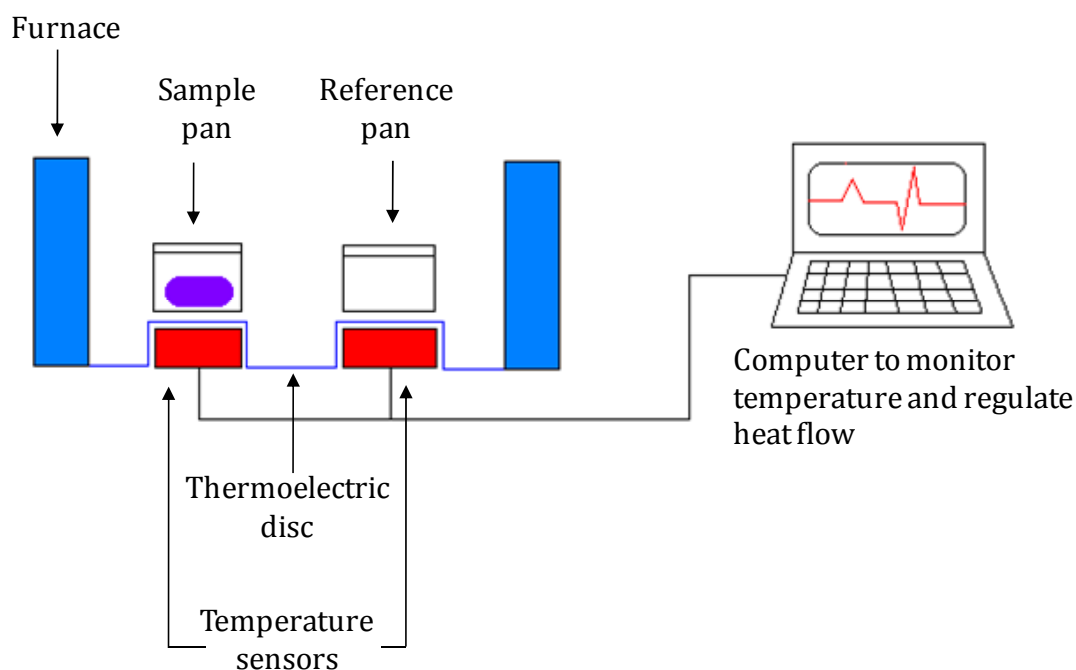 Furnace
Sample
pan
Reference
pan
Computer to monitor
temperature and regulate
heat flow
Thermoelectric
disc
Temperature
sensors